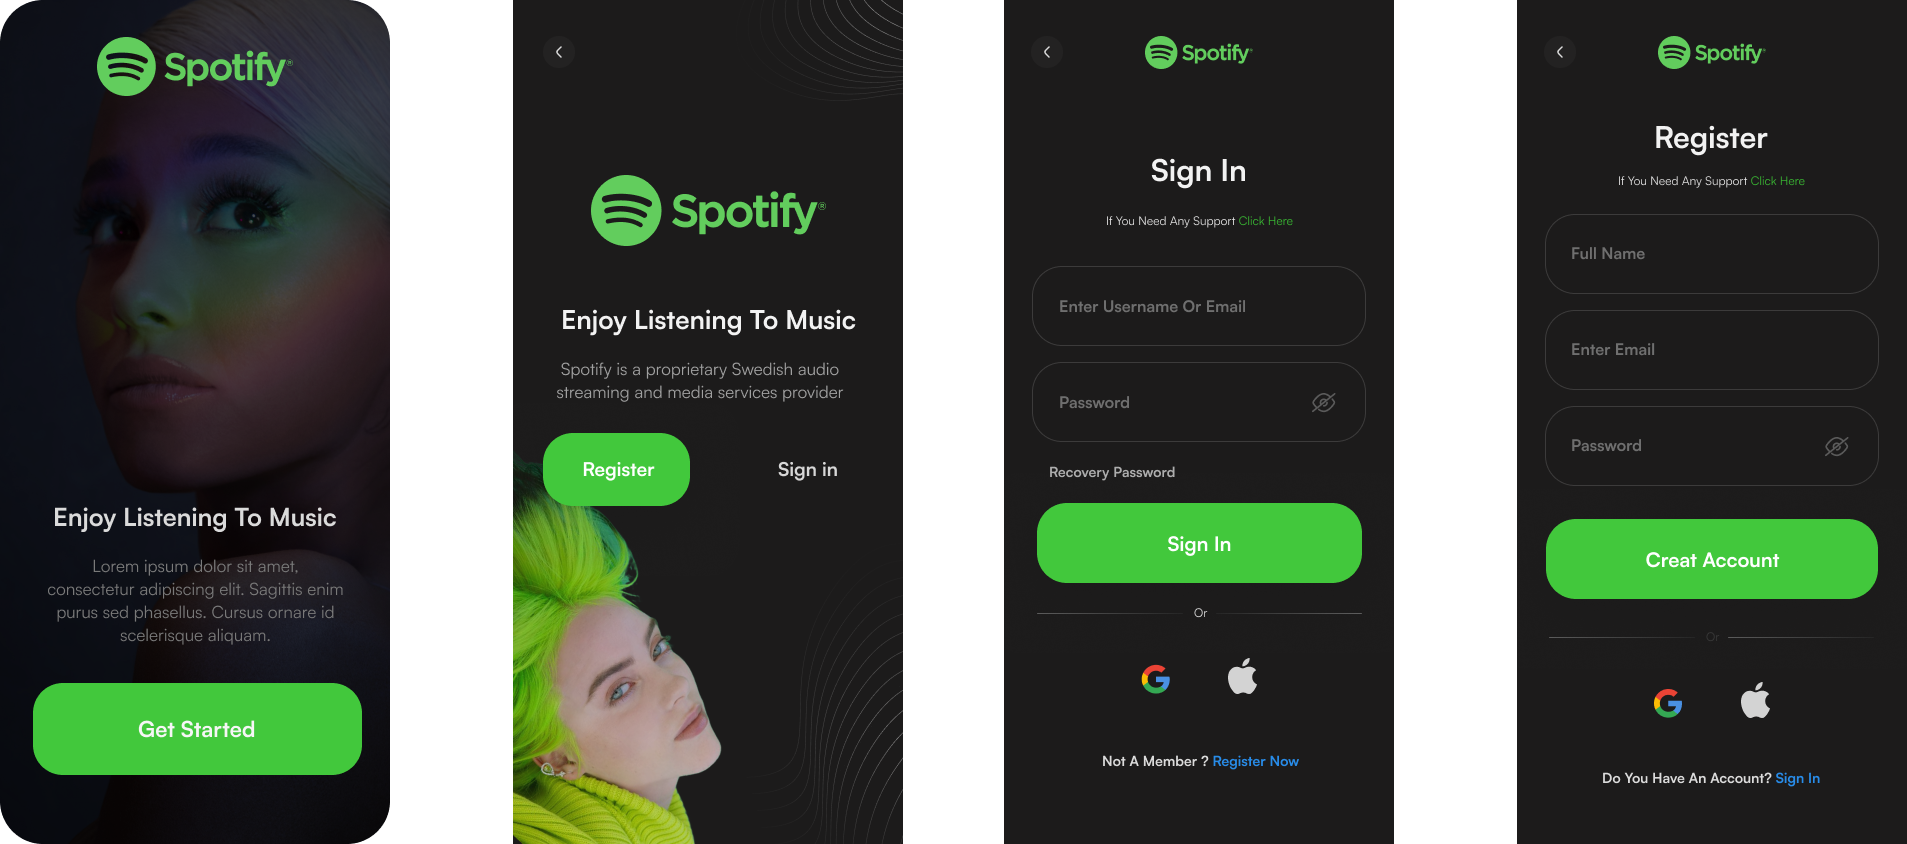 Spotify®
Enjoy Listening To Music
Lorem ipsum dolor sit amet,
consectetur adipiscing elit. Sagittis enim
purus sed phasellus. Cursus ornare id
scelerisque aliquam.
Get Started
Spotify®
Enjoy Listening To Music
Spotify is a proprietary Swedish audio
streaming and media services provider
Register
Sign in
Spotify®
Sign In
If You Need Any Support Click Here
Enter Username Or Email
Password
Recovery Password
Sign In
Or
Not A Member ? Register Now
Spotify®
Register
If You Need Any Support Click Here
Full Name
Enter Email
Password
Creat Account
Or
Do You Have An Account? Sign In